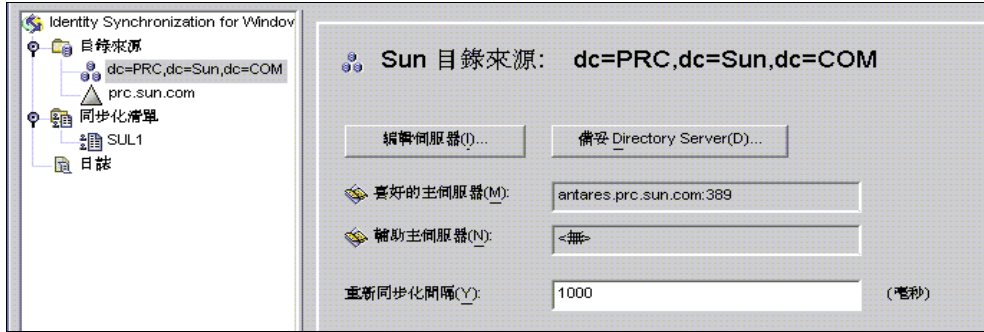 Identity Synchronization for Window
目錄來源
dc=PRC,dc=Sun,dc=COM
prc.sun.com
同步化清單
SUL1
日誌
Sun 目錄來源: dc=PRC,dc=Sun,dc=COM
編輯伺服器(I)...
備妥 Directory Server(D)...
喜好的主伺服器(M):
antares.prc.sun.com:389
輔助主伺服器(N):
<無>
重新同步化間隔(Y):
1000
(毫秒)